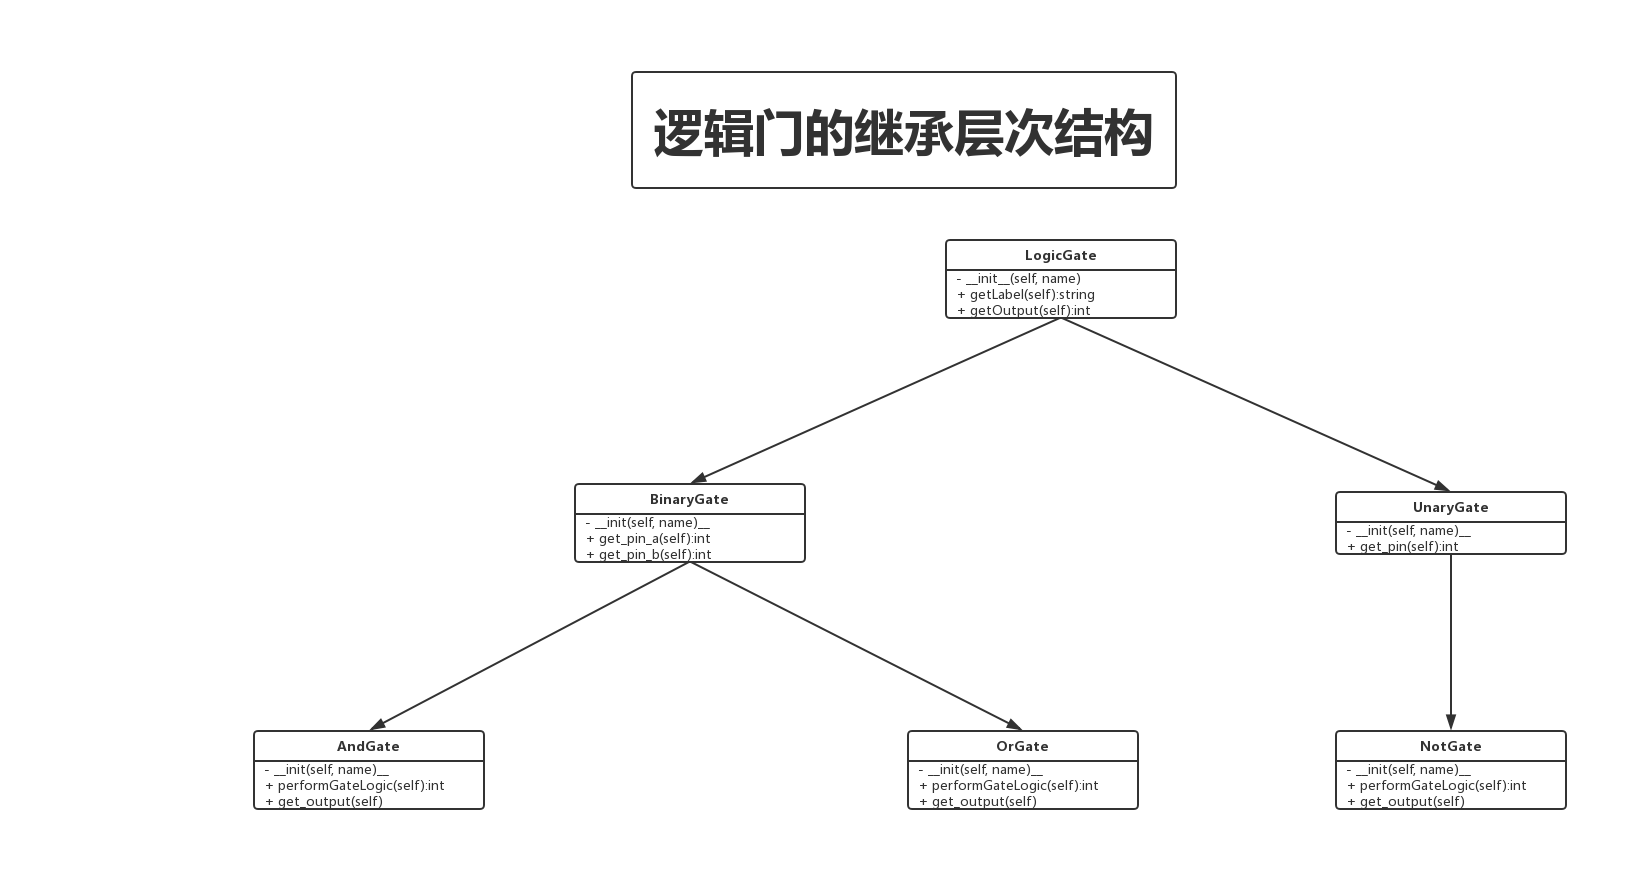 逻辑门的继承层次结构
LogicGate
- __init__(self, name)
+ getLabel(self):string
+ getOutput(self):int
BinaryGate
- __init(self, name)__
+ get_pin_a(self):int
+ get_pin_b(self):int
UnaryGate
- __init(self, name)__
+ get_pin(self):int
AndGate
- __init(self, name)__
+ performGateLogic(self):int
+ get_output(self)
OrGate
- __init(self, name)__
+ performGateLogic(self):int
+ get_output(self)
NotGate
- __init(self, name)__
+ performGateLogic(self):int
+ get_output(self)